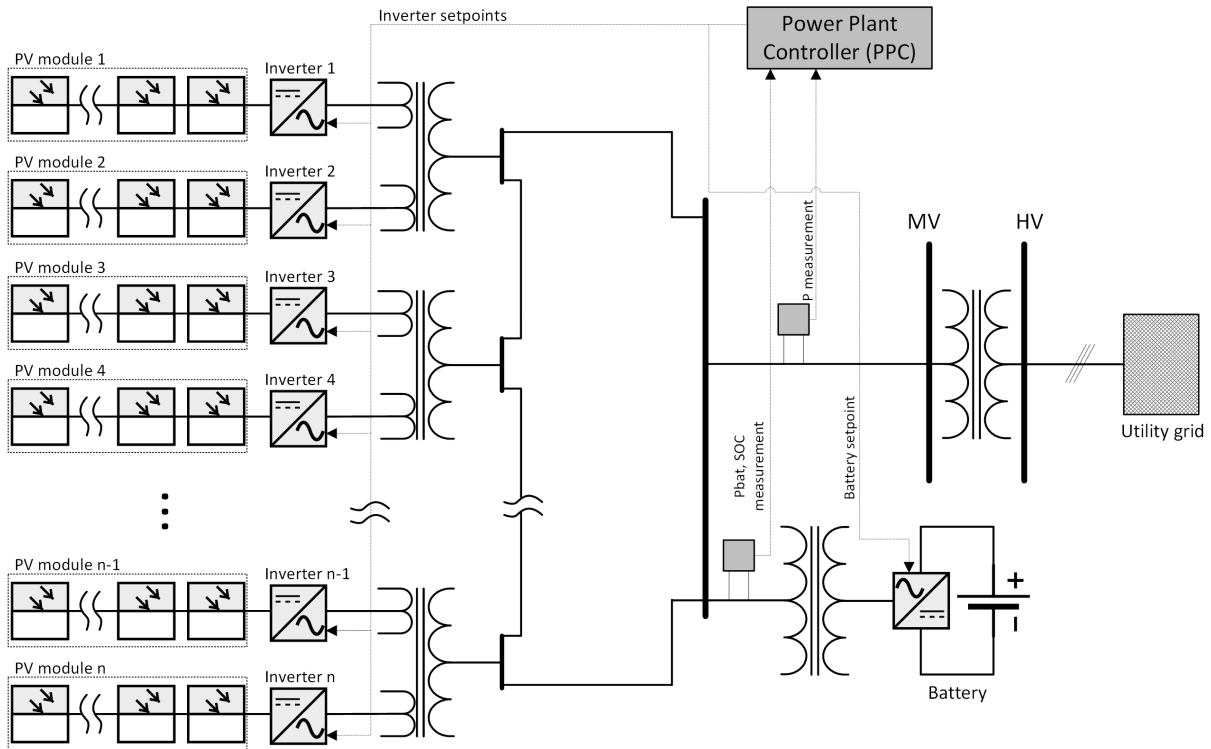 Inverter setpoints
Power Plant
Controller (PPC)
PV module 1
Inverter 1
PV module 2
Inverter 2
PV module 3
Inverter 3
PV module 4
Inverter 4
P measurement
MV
HV
Utility grid
Pbat, SOC
measurement
Battery setpoint
PV module n-1
Inverter n-1
PV module n
Inverter n
+
-
Battery